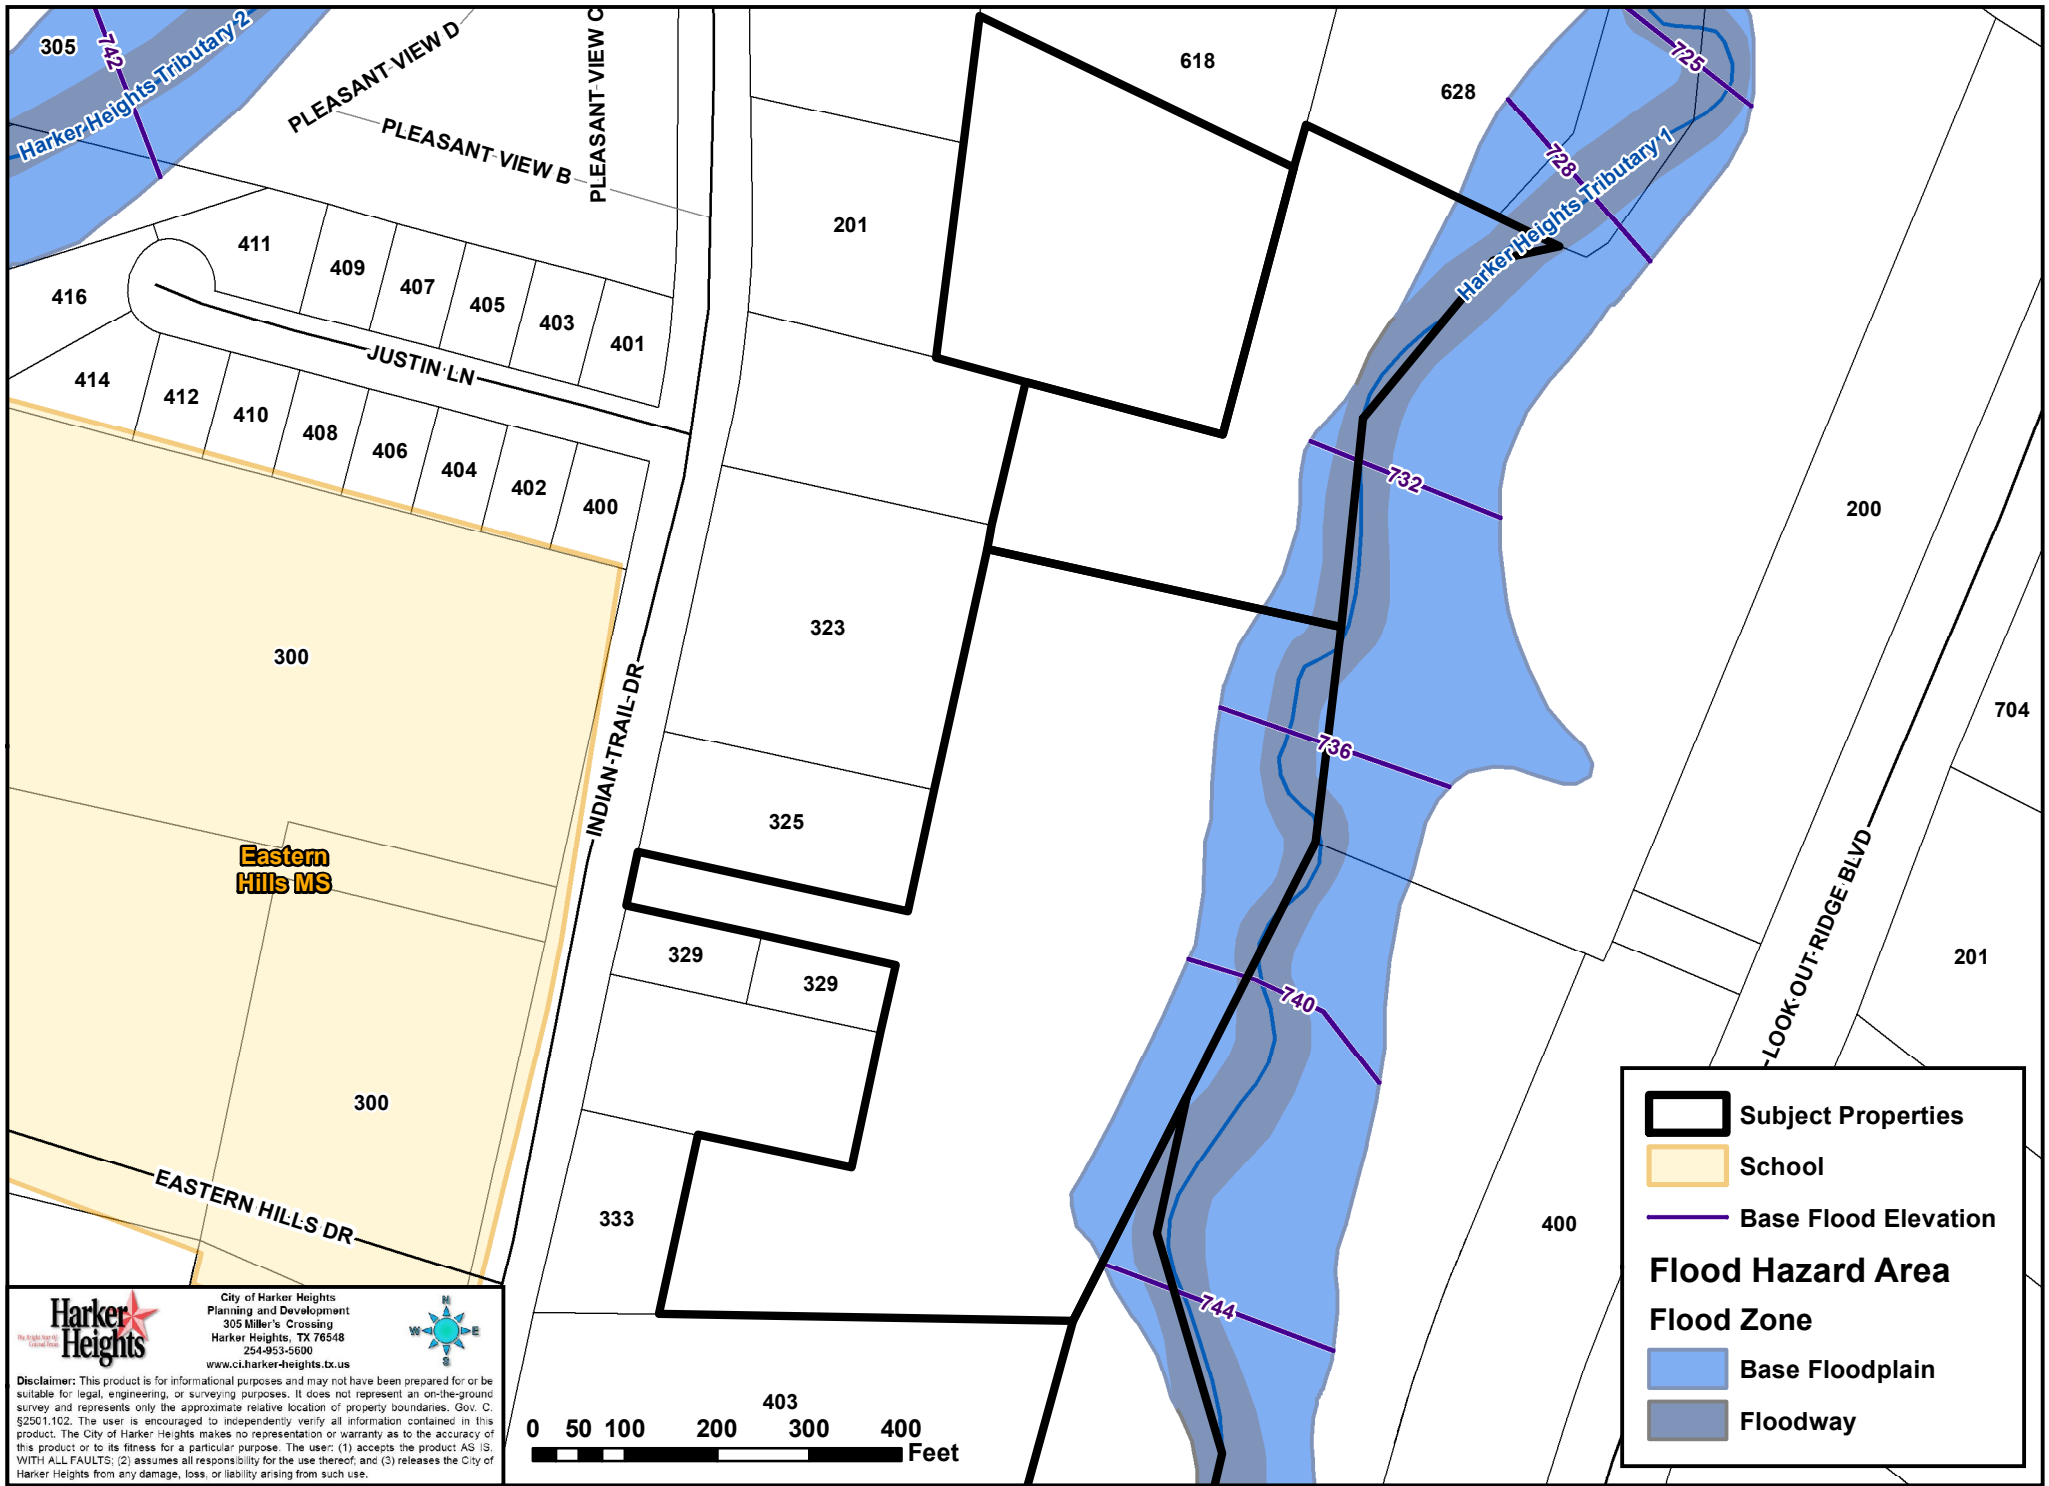 305
742
Harker Heights Tributary 2
PLEASANT VIEW D
PLEASANT VIEW B
PLEASANT VIEW C
618
628
725
728
Harker Heights Tributary 1
201
411
409
407
405
403
401
416
JUSTIN LN
414
412
410
408
406
404
402
400
732
200
300
323
INDIAN TRAIL DR
704
736
325
Eastern
Hills MS
LOOK OUT RIDGE BLVD
201
329
329
740
300
EASTERN HILLS DR
333
400
744
403
0 50 100 200 300 400
Feet
Subject Properties
School
Base Flood Elevation
Flood Hazard Area
Flood Zone
Base Floodplain
Floodway
Harker
Heights
The Bright Star Of
Central Texas
City of Harker Heights
Planning and Development
305 Miller's Crossing
Harker Heights, TX 76548
254-953-5600
www.ci.harker-heights.tx.us
N
W E
S
Disclaimer: This product is for informational purposes and may not have been prepared for or be
suitable for legal, engineering, or surveying purposes. It does not represent an on-the-ground
survey and represents only the approximate relative location of property boundaries. Gov. C.
§2501.102. The user is encouraged to independently verify all information contained in this
product. The City of Harker Heights makes no representation or warranty as to the accuracy of
this product or to its fitness for a particular purpose. The user: (1) accepts the product AS IS,
WITH ALL FAULTS; (2) assumes all responsibility for the use thereof; and (3) releases the City of
Harker Heights from any damage, loss, or liability arising from such use.